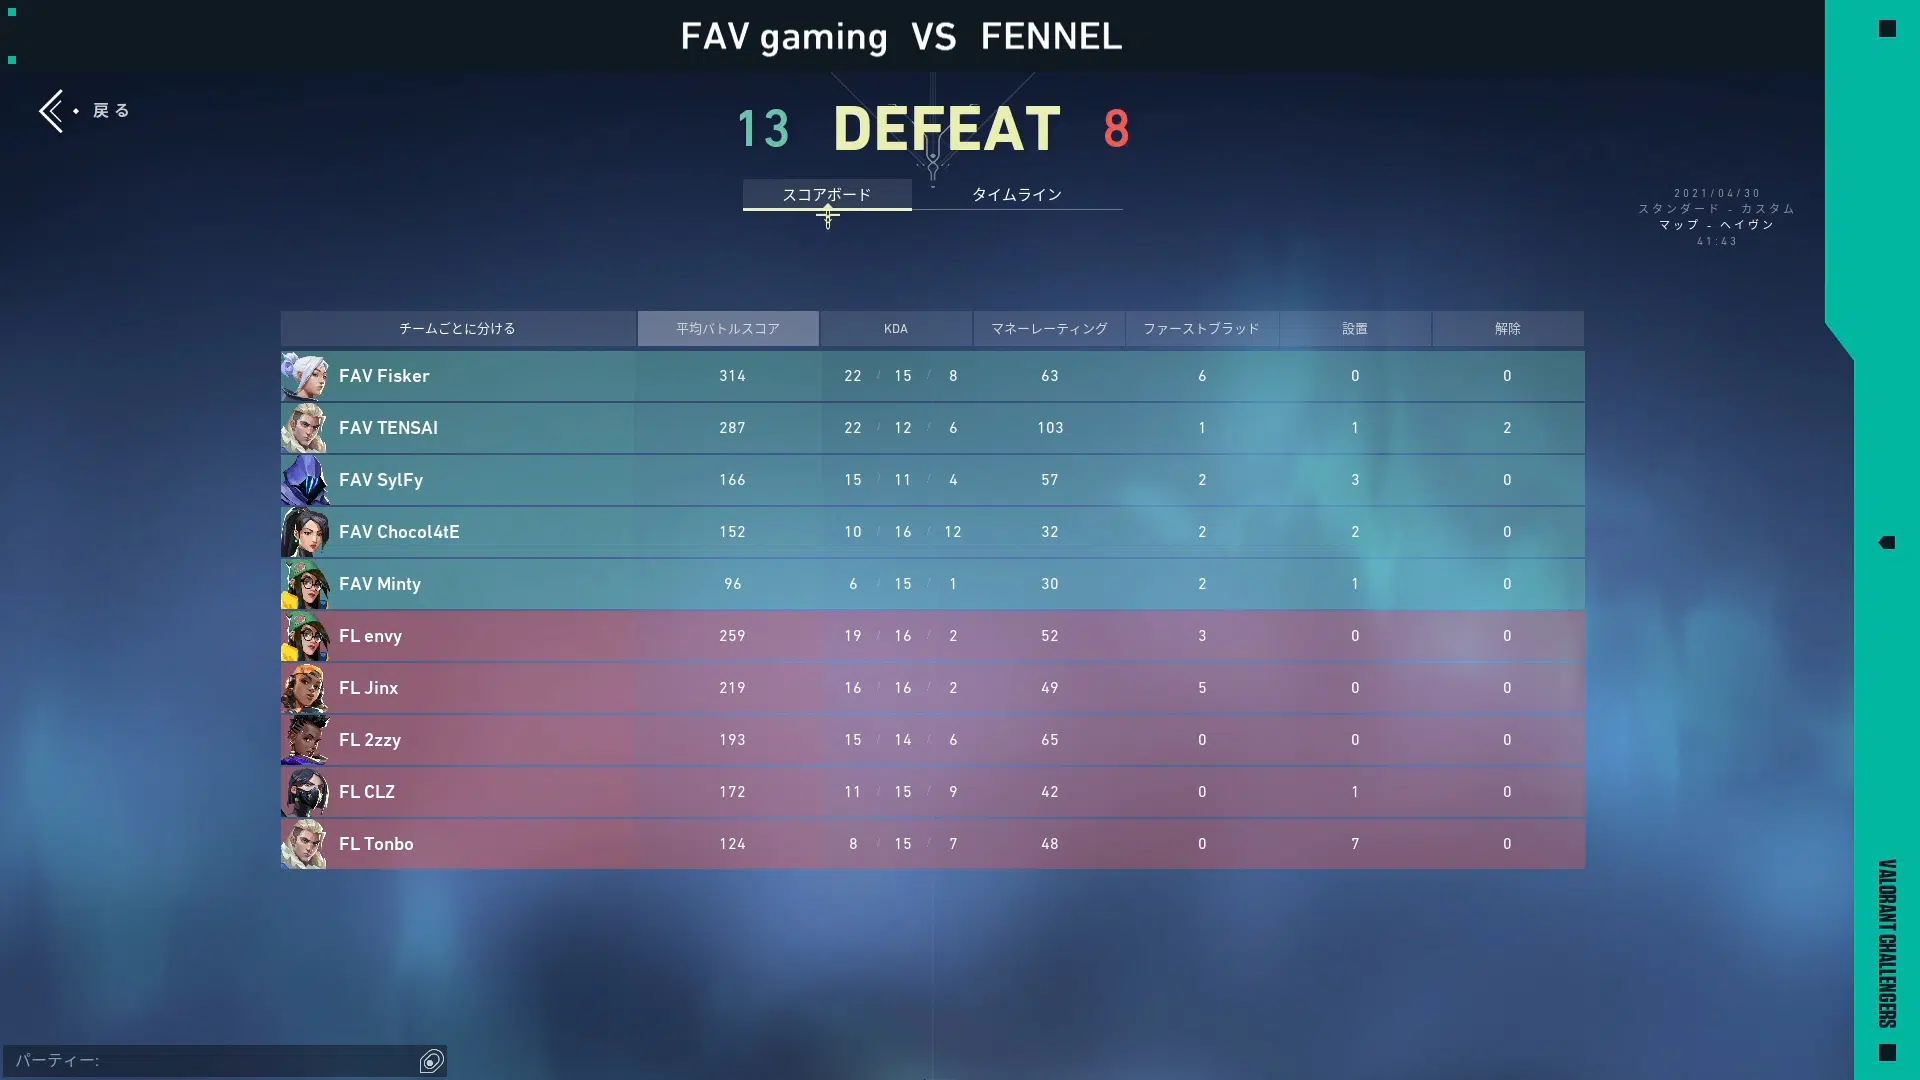 FAV gaming VS FENNEL
戻る
13 DEFEAT 8
スコアボード タイムライン
2021/04/30
スタンダード - カスタム
マップ - ヘイヴン
41:43
チームごとに分ける 平均バトルスコア KDA マネーレーティング ファーストブラッド 設置 解除
FAV Fisker 314 22 / 15 / 8 63 6 0 0
FAV TENSAI 287 22 / 12 / 6 103 1 1 2
FAV SylFy 166 15 / 11 / 4 57 2 3 0
FAV Chocol4tE 152 10 / 16 / 12 32 2 2 0
FAV Minty 96 6 / 15 / 1 30 2 1 0
FL envy 259 19 / 16 / 2 52 3 0 0
FL Jinx 219 16 / 16 / 2 49 5 0 0
FL 2zzy 193 15 / 14 / 6 65 0 0 0
FL CLZ 172 11 / 15 / 9 42 0 1 0
FL Tonbo 124 8 / 15 / 7 48 0 7 0
VALORANT CHALLENGERS
パーティー: